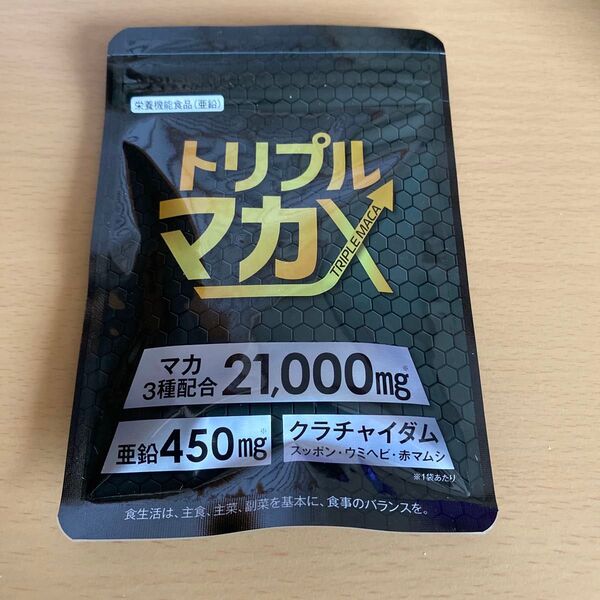 栄養機能食品(亜鉛)
トリプル
マカX
TRIPLE MACA
マカ
3種配合 21,000mg※
亜鉛450mg※
クラチャイダム
スッポン・ウミヘビ・赤マムシ
※1袋あたり
食生活は、主食、主菜、副菜を基本に、食事のバランスを。